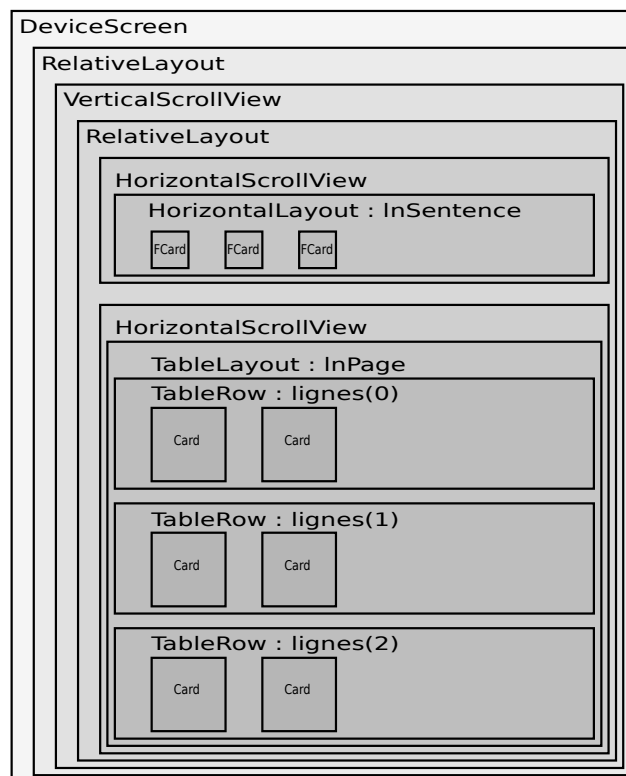 DeviceScreen
RelativeLayout
VerticalScrollView
RelativeLayout
HorizontalScrollView
HorizontalLayout : InSentence
FCard FCard FCard
HorizontalScrollView
TableLayout : InPage
TableRow : lignes(0)
Card Card
TableRow : lignes(1)
Card Card
TableRow : lignes(2)
Card Card